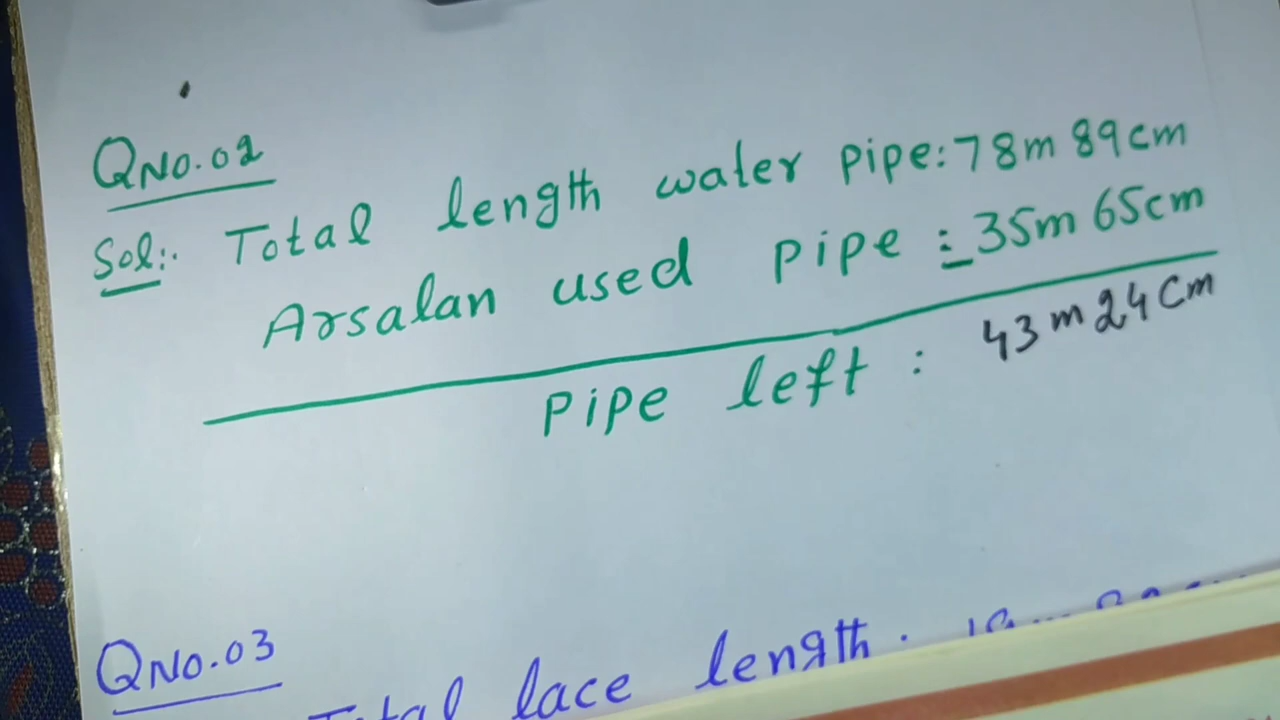 QNO.02
Sol:. Total length water pipe: 78m 89cm
Arsalan used pipe : - 35m 65cm
Pipe left : 43m 24cm
QNO.03
Total lace length